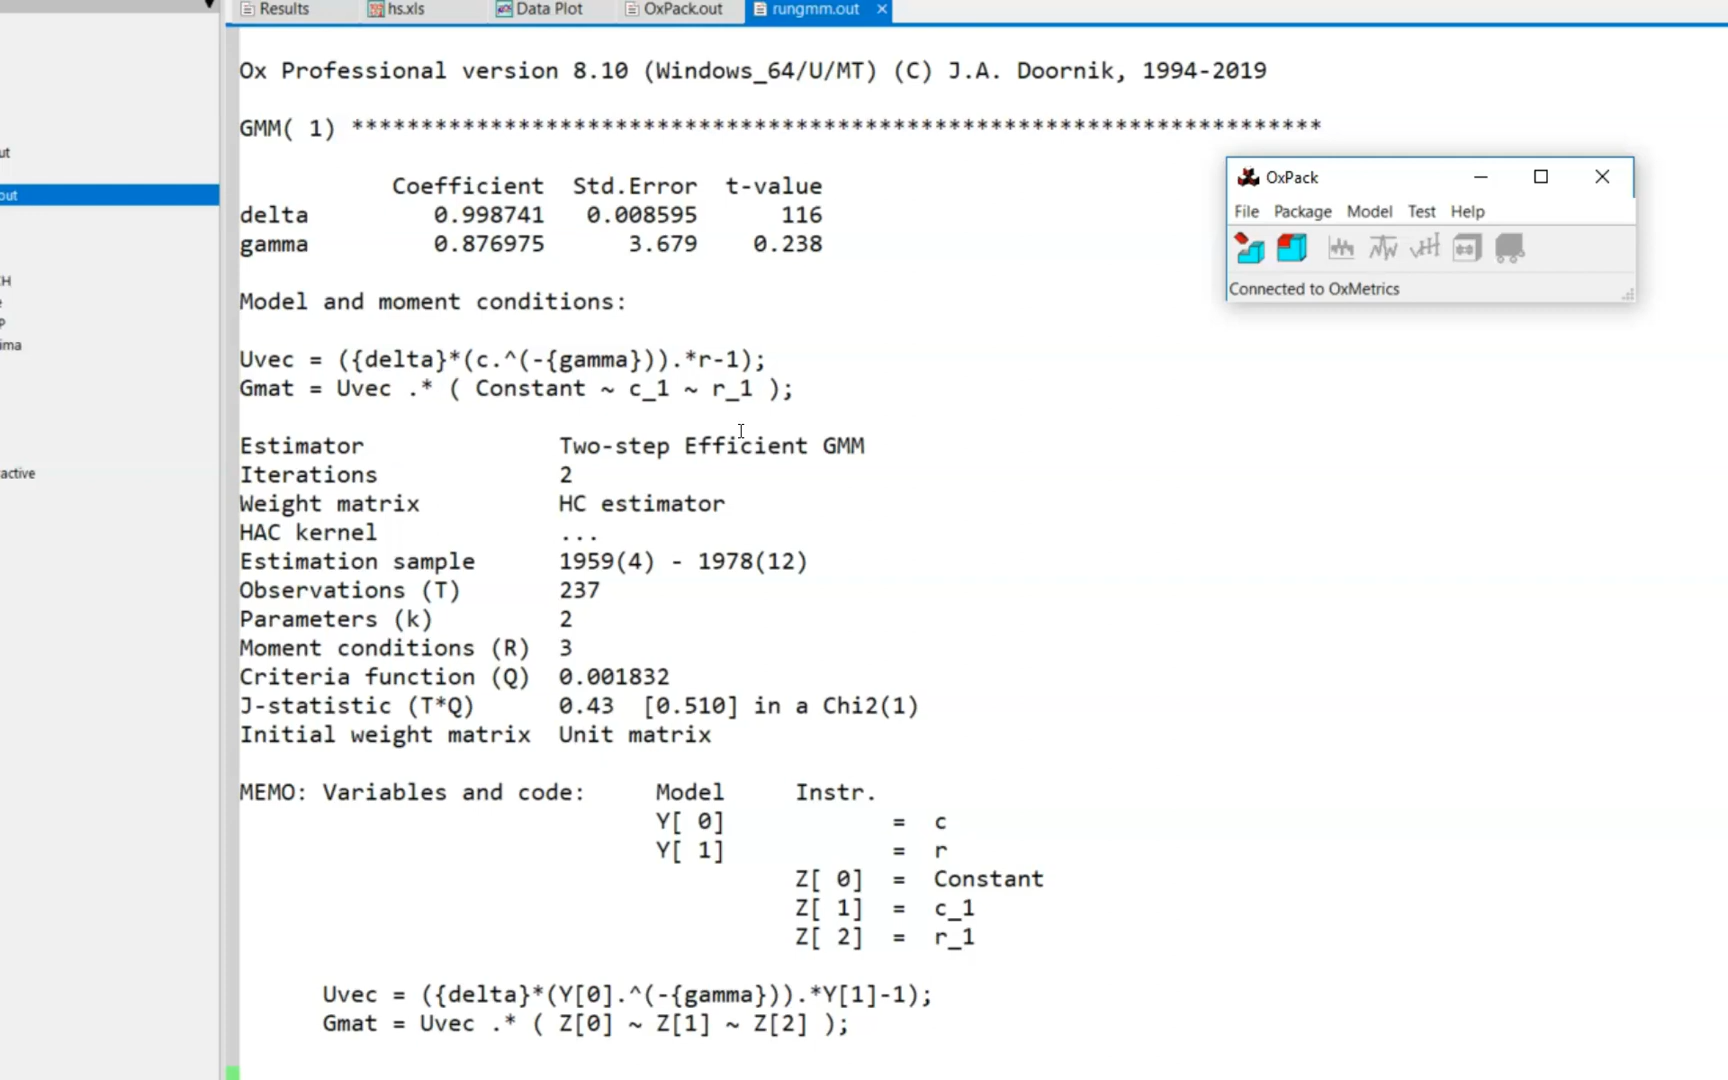 Results hs.xls Data Plot OxPack.out rungmm.out ×
Ox Professional version 8.10 (Windows_64/U/MT) (C) J.A. Doornik, 1994-2019
GMM( 1) **********************************************************************
Coefficient Std.Error t-value
delta 0.998741 0.008595 116
gamma 0.876975 3.679 0.238
Model and moment conditions:
Uvec = ({delta}*(c.^(-{gamma})).*r-1);
Gmat = Uvec .* ( Constant ~ c_1 ~ r_1 );
Estimator Two-step Efficient GMM
Iterations 2
Weight matrix HC estimator
HAC kernel ...
Estimation sample 1959(4) - 1978(12)
Observations (T) 237
Parameters (k) 2
Moment conditions (R) 3
Criteria function (Q) 0.001832
J-statistic (T*Q) 0.43 [0.510] in a Chi2(1)
Initial weight matrix Unit matrix
MEMO: Variables and code: Model Instr.
Y[ 0] = c
Y[ 1] = r
Z[ 0] = Constant
Z[ 1] = c_1
Z[ 2] = r_1
Uvec = ({delta}*(Y[0].^(-{gamma})).*Y[1]-1);
Gmat = Uvec .* ( Z[0] ~ Z[1] ~ Z[2] );
OxPack
File Package Model Test Help
Connected to OxMetrics
ut
out
CH
P
ima
active